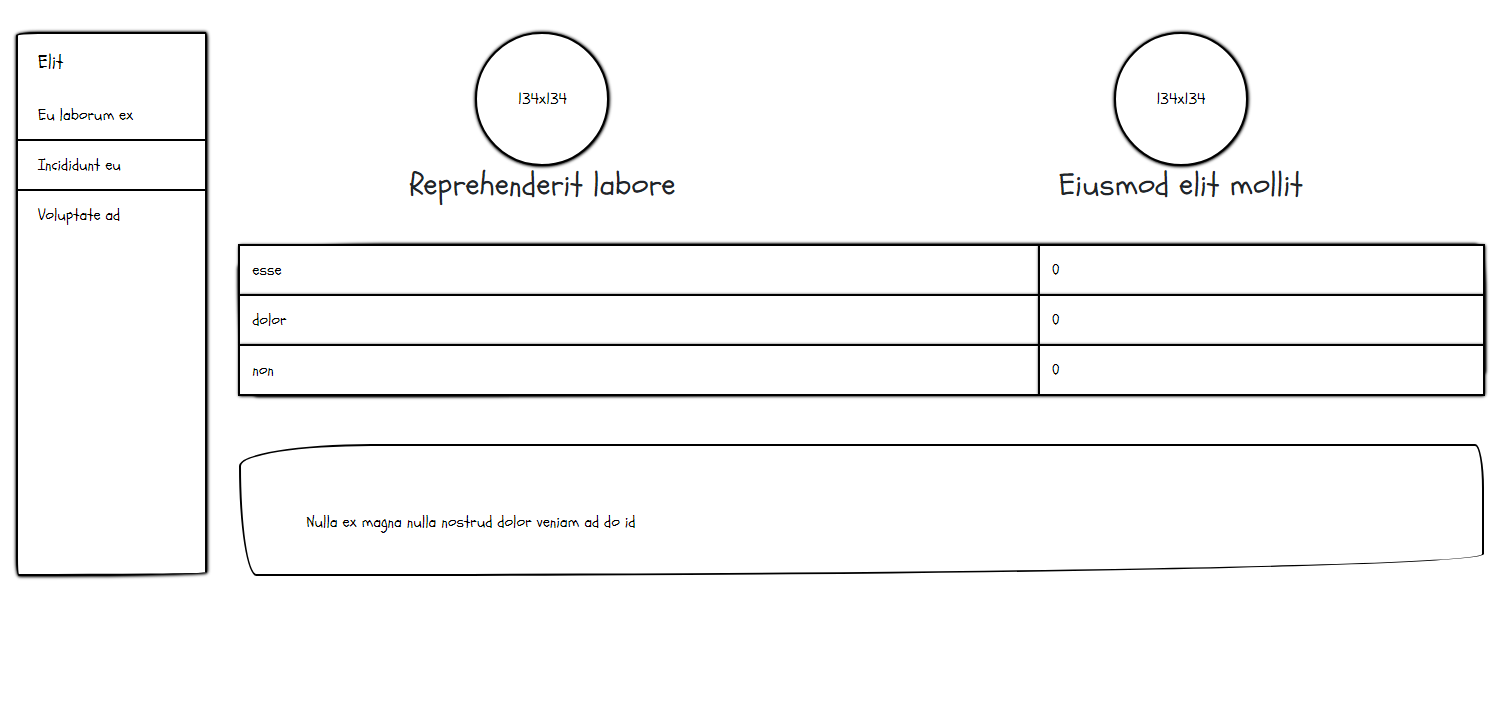 Elit
Eu laborum ex
Incididunt eu
Voluptate ad
134x134
Reprehenderit labore
134x134
Eiusmod elit mollit
esse 0
dolor 0
non 0
Nulla ex magna nulla nostrud dolor veniam ad do id